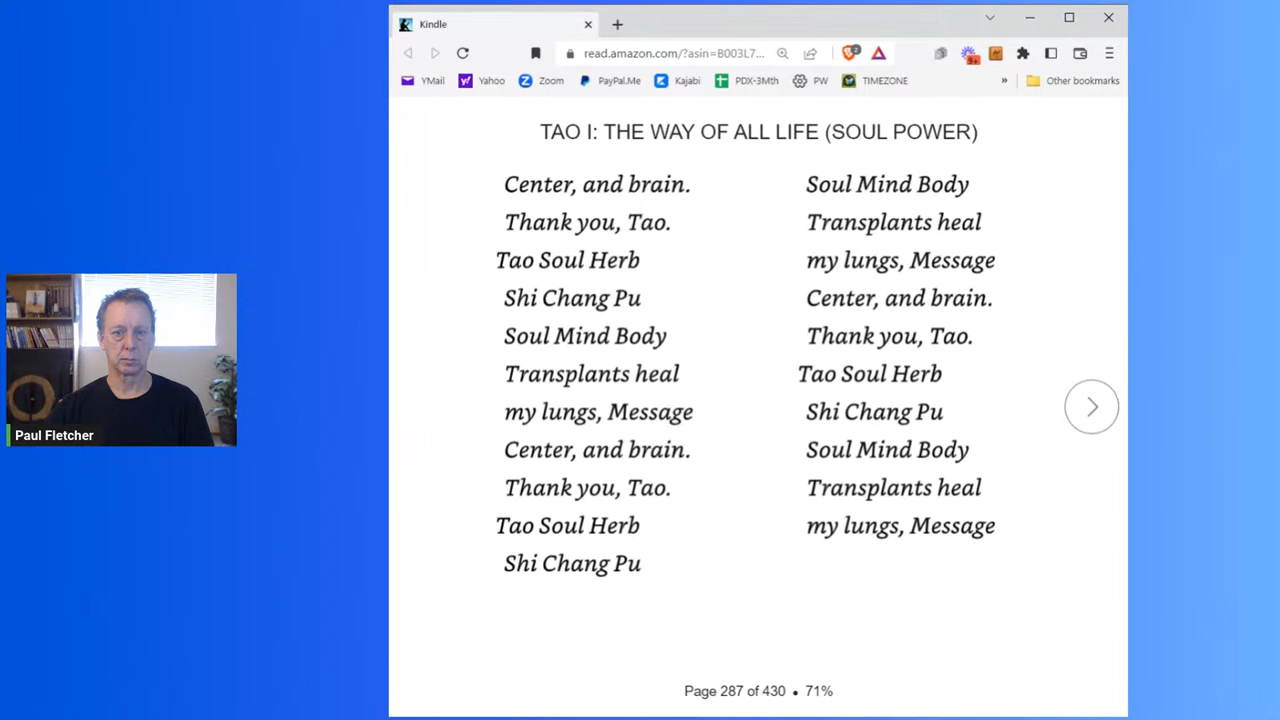 Kindle
read.amazon.com/?asin=B003L7...
2
9+
YMail
Yahoo
Zoom
PayPal.Me
Kajabi
PDX-3Mth
PW
TIMEZONE
»
Other bookmarks
TAO I: THE WAY OF ALL LIFE (SOUL POWER)
Center, and brain.
Thank you, Tao.
Tao Soul Herb
Shi Chang Pu
Soul Mind Body
Transplants heal
my lungs, Message
Center, and brain.
Thank you, Tao.
Tao Soul Herb
Shi Chang Pu
Soul Mind Body
Transplants heal
my lungs, Message
Center, and brain.
Thank you, Tao.
Tao Soul Herb
Shi Chang Pu
Soul Mind Body
Transplants heal
my lungs, Message
Page 287 of 430 • 71%
Paul Fletcher